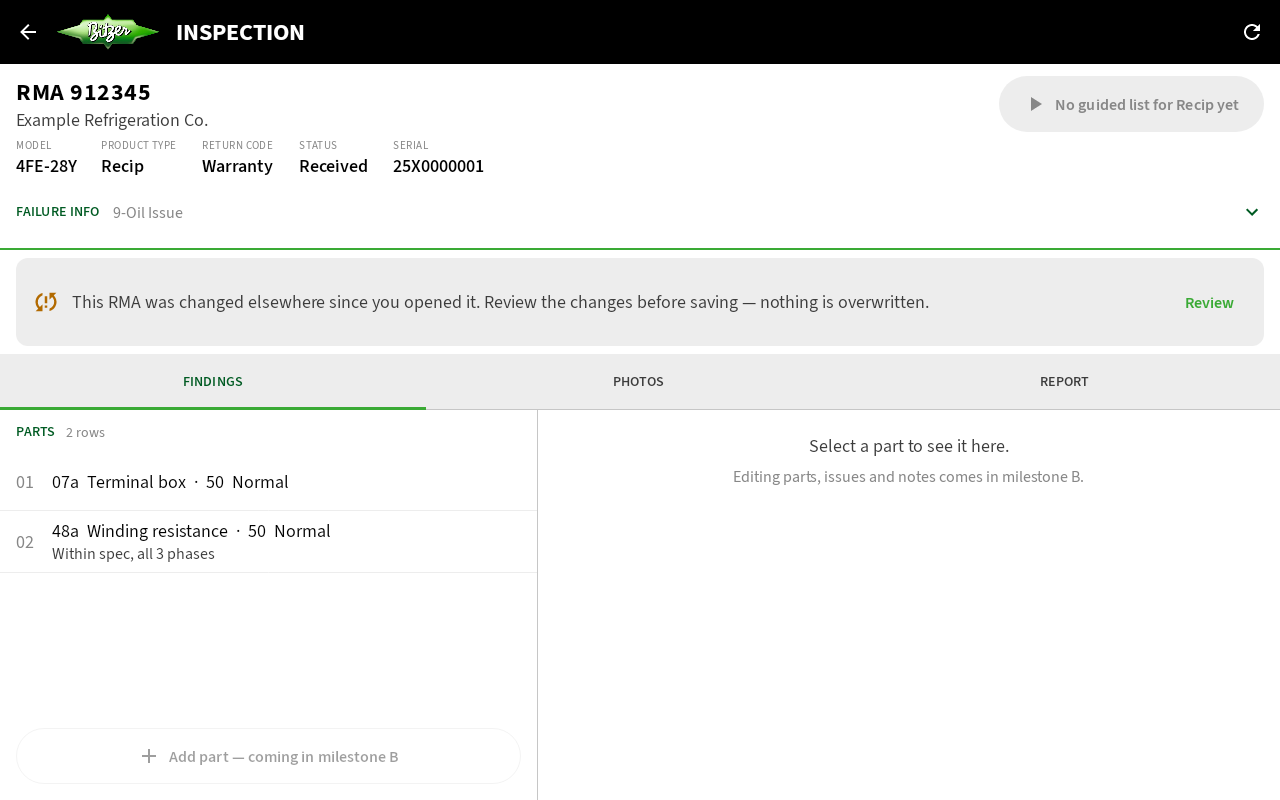 Bitzer
INSPECTION
RMA 912345
Example Refrigeration Co.
No guided list for Recip yet
MODEL
4FE-28Y
PRODUCT TYPE
Recip
RETURN CODE
Warranty
STATUS
Received
SERIAL
25X0000001
FAILURE INFO 9-Oil Issue
This RMA was changed elsewhere since you opened it. Review the changes before saving — nothing is overwritten.
Review
FINDINGS
PHOTOS
REPORT
PARTS 2 rows
01 07a Terminal box · 50 Normal
02 48a Winding resistance · 50 Normal
Within spec, all 3 phases
Add part — coming in milestone B
Select a part to see it here.
Editing parts, issues and notes comes in milestone B.